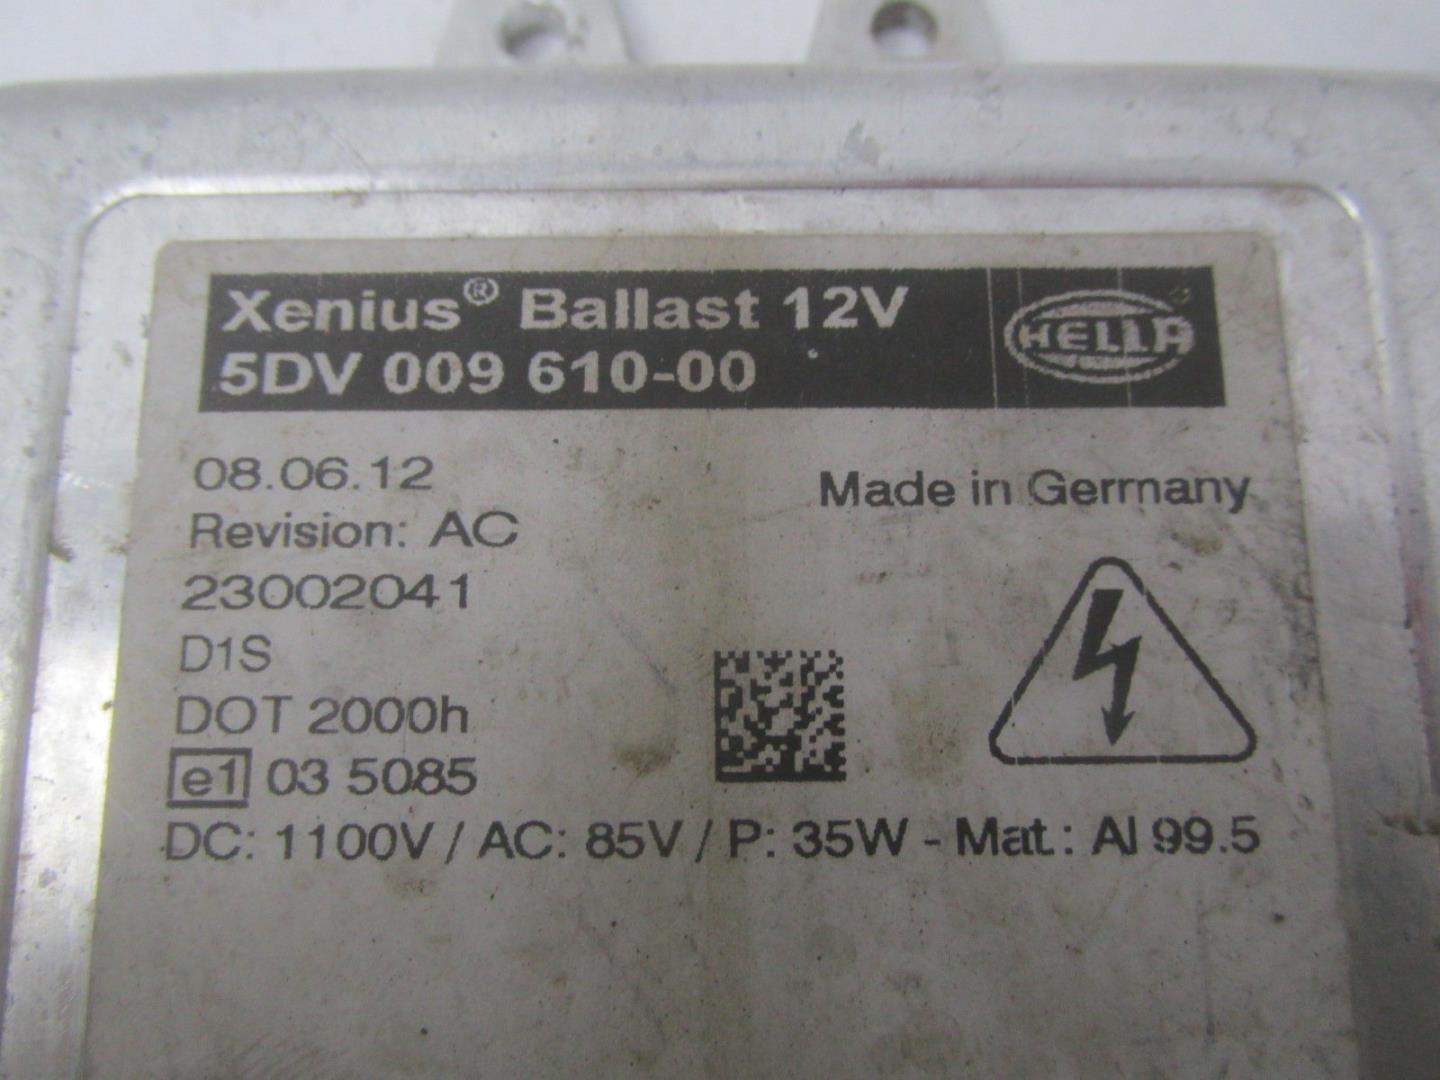 Xenius® Ballast 12V
5DV 009 610-00
HELLA
08.06.12
Made in Germany
Revision: AC
23002041
D1S
DOT 2000h
e1 03 5085
DC: 1100V / AC: 85V / P: 35W - Mat.: Al 99.5